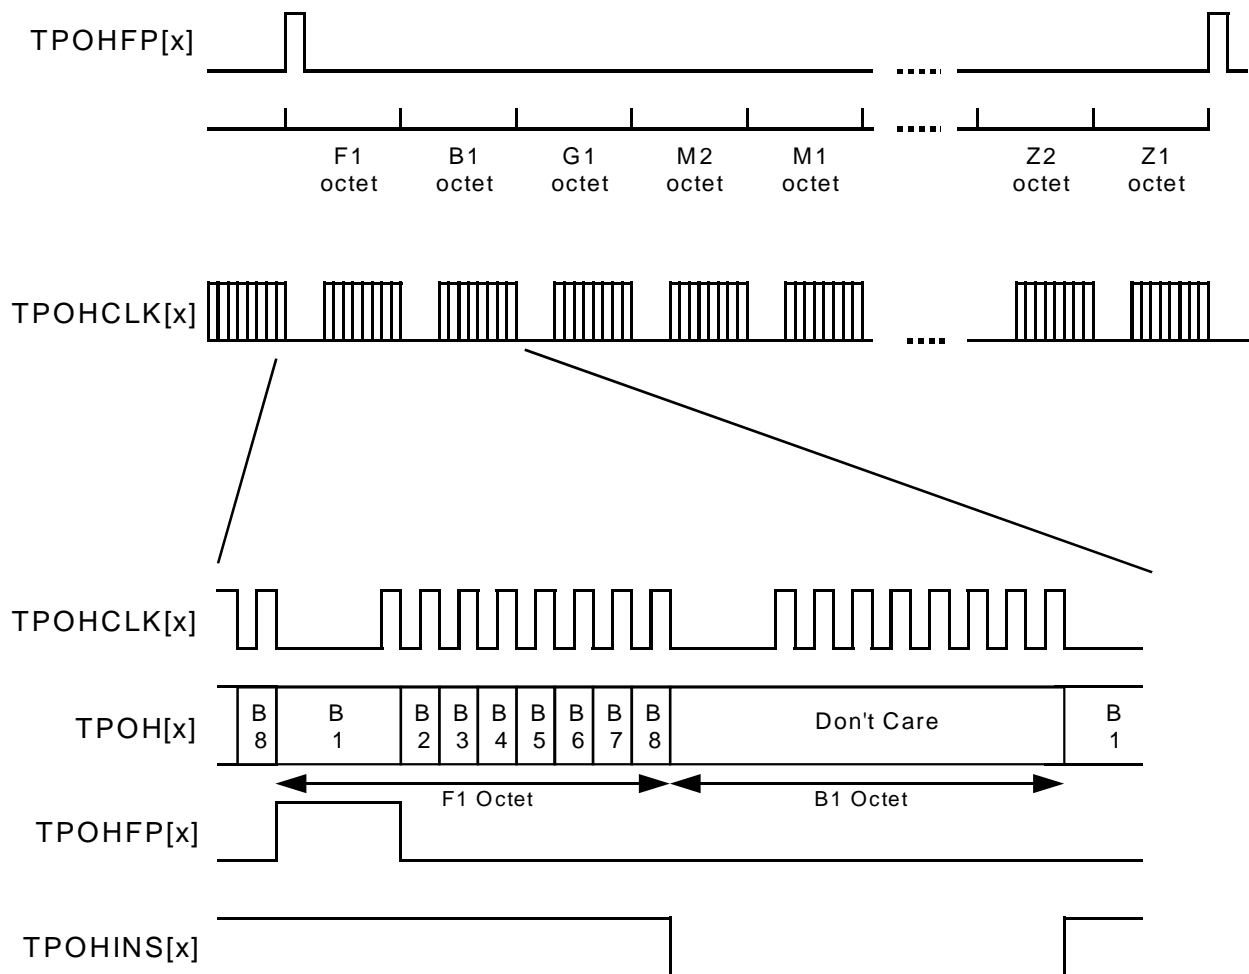 TPOHFP[x]
F1 octet
B1 octet
G1 octet
M2 octet
M1 octet
Z2 octet
Z1 octet
TPOHCLK[x]
TPOHCLK[x]
TPOH[x]
B 8
B 1
B 2
B 3
B 4
B 5
B 6
B 7
B 8
Don't Care
B 1
F1 Octet
B1 Octet
TPOHFP[x]
TPOHINS[x]